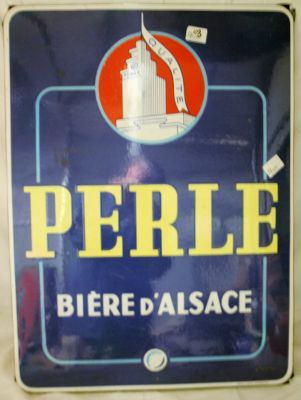 QUALITÉ
PERLE
BIÈRE D'ALSACE